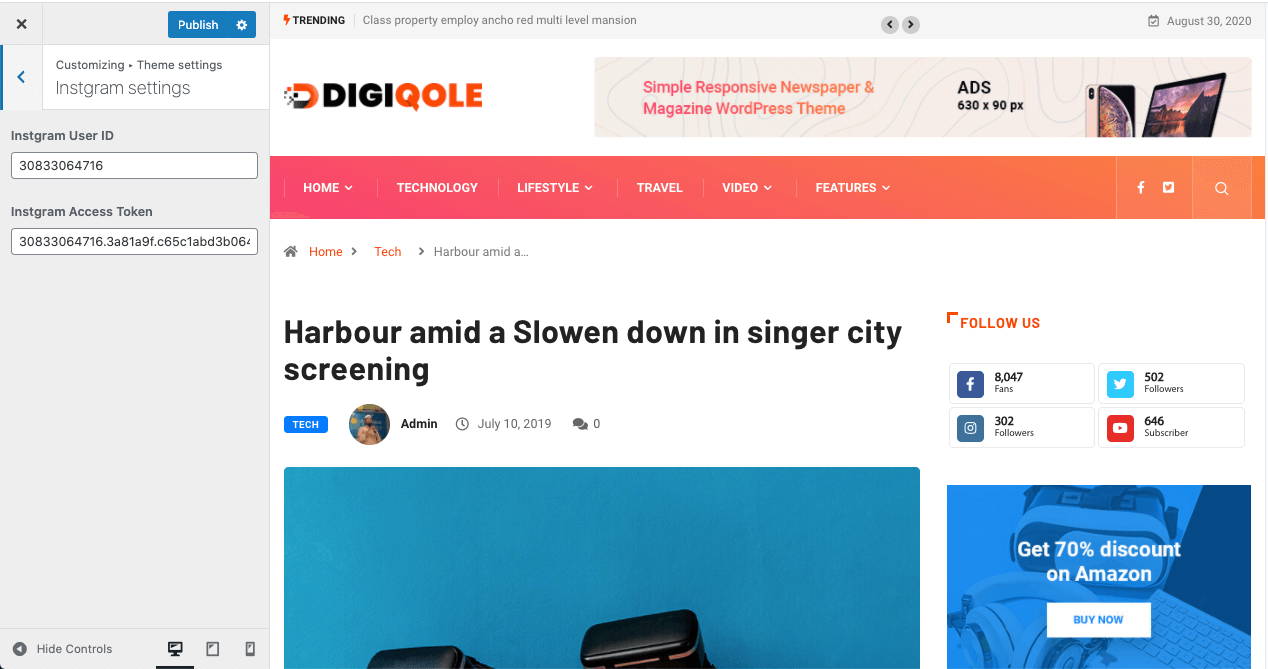 Publish
Customizing ▸ Theme settings
Instgram settings
Instgram User ID
30833064716
Instgram Access Token
30833064716.3a81a9f.c65c1abd3b064
Hide Controls
TRENDING Class property employ ancho red multi level mansion August 30, 2020
DIGIQOLE
Simple Responsive Newspaper &
Magazine WordPress Theme
ADS
630 x 90 px
HOME TECHNOLOGY LIFESTYLE TRAVEL VIDEO FEATURES
Home Tech Harbour amid a...
Harbour amid a Slowen down in singer city
screening
TECH Admin July 10, 2019 0
FOLLOW US
8,047
Fans
502
Followers
302
Followers
646
Subscriber
Get 70% discount
on Amazon
BUY NOW